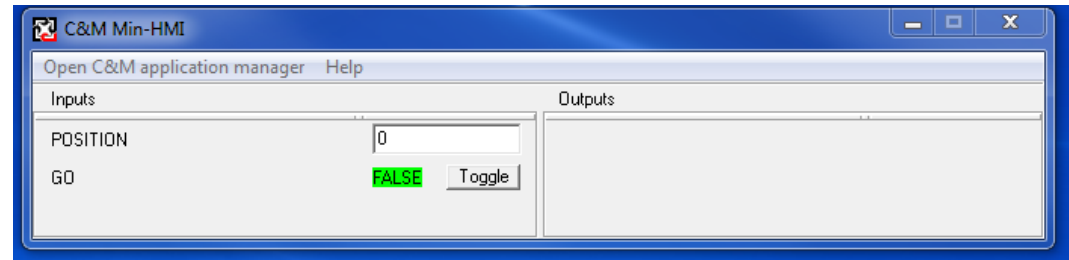 C&M Min-HMI
Open C&M application manager Help
Inputs
Outputs
POSITION 0
GO FALSE Toggle